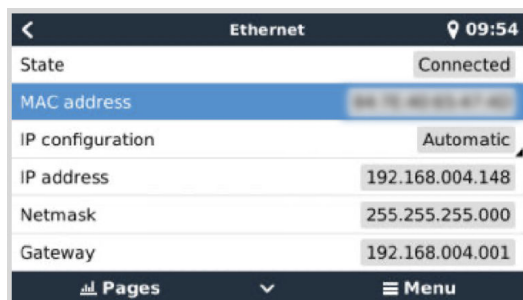 Ethernet 09:54
State Connected
MAC address
IP configuration Automatic
IP address 192.168.004.148
Netmask 255.255.255.000
Gateway 192.168.004.001
Pages Menu